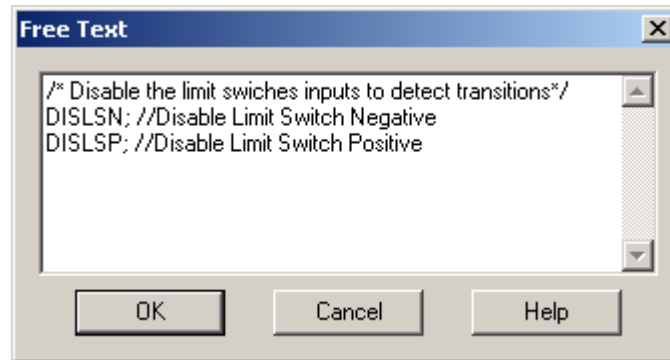 Free Text
/* Disable the limit swiches inputs to detect transitions*/
DISLSN; //Disable Limit Switch Negative
DISLSP; //Disable Limit Switch Positive
OK Cancel Help